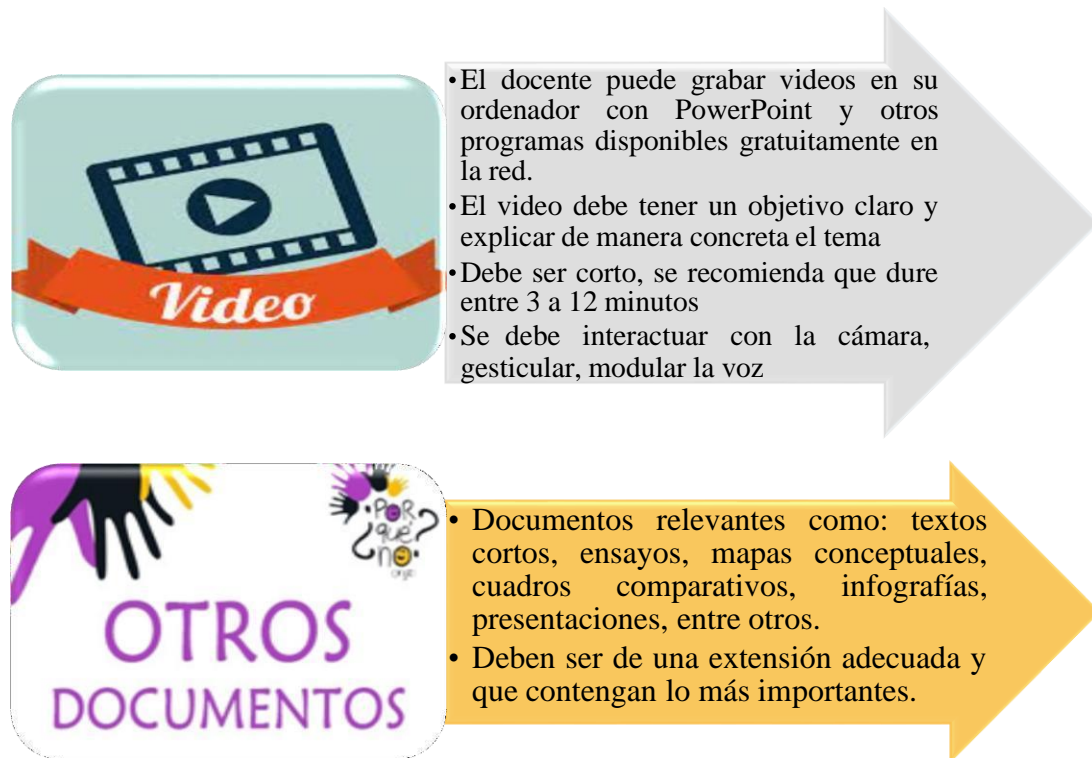 Video
•El docente puede grabar videos en su
ordenador con PowerPoint y otros
programas disponibles gratuitamente en
la red.
•El video debe tener un objetivo claro y
explicar de manera concreta el tema
•Debe ser corto, se recomienda que dure
entre 3 a 12 minutos
•Se debe interactuar con la cámara,
gesticular, modular la voz
¿POR
qué
no?
OTROS
DOCUMENTOS
• Documentos relevantes como: textos
cortos, ensayos, mapas conceptuales,
cuadros comparativos, infografías,
presentaciones, entre otros.
• Deben ser de una extensión adecuada y
que contengan lo más importantes.